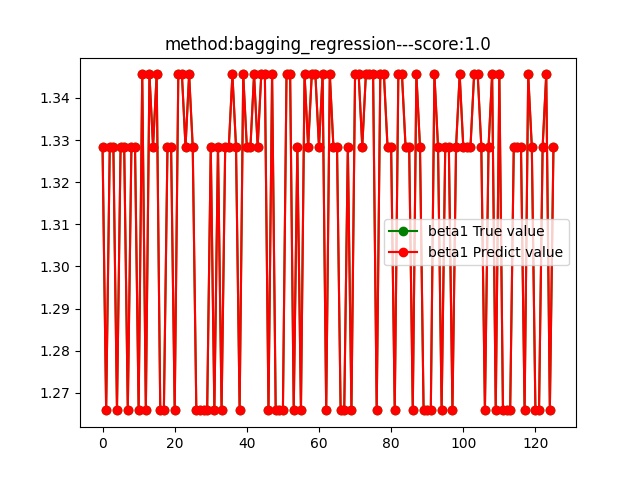 method:bagging_regression---score:1.0
1.34
1.33
1.32
1.31
1.30
1.29
1.28
1.27
beta1 True value
beta1 Predict value
0 20 40 60 80 100 120